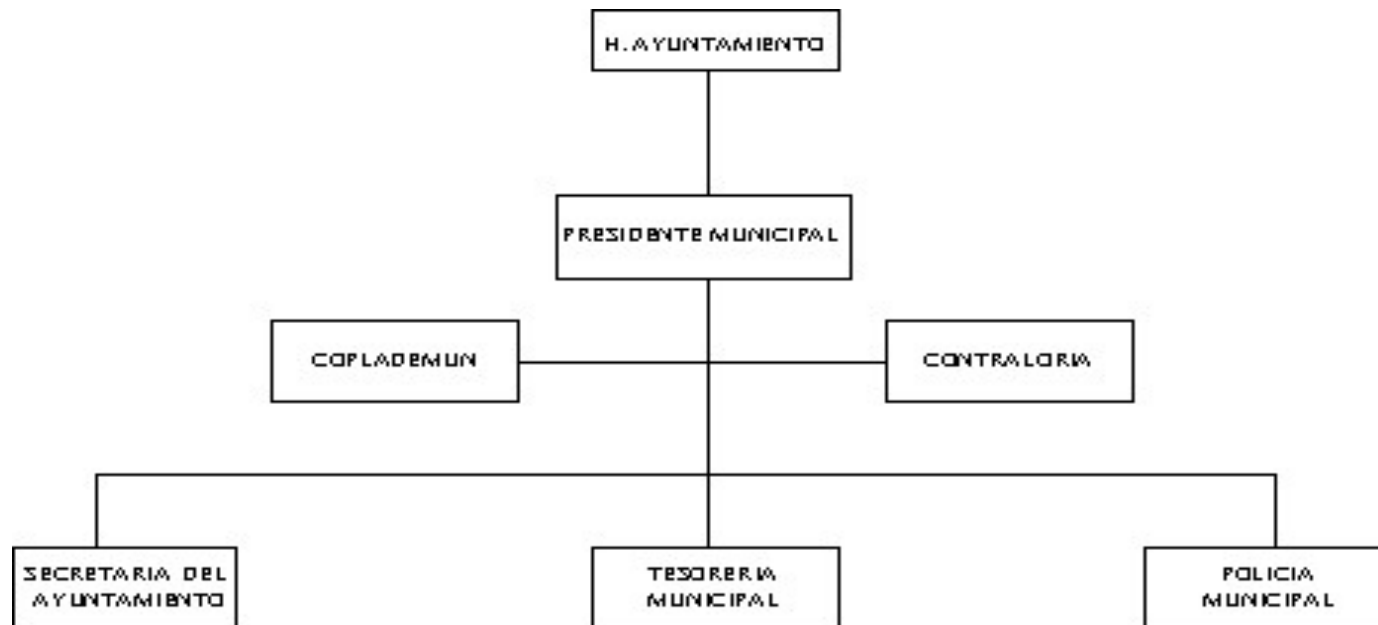 H. AYUNTAMIENTO
PRESIDENTE MUNICIPAL
COPLADEMUN
CONTRALORIA
SECRETARIA DEL
AYUNTAMIENTO
TESORERIA
MUNICIPAL
POLICIA
MUNICIPAL